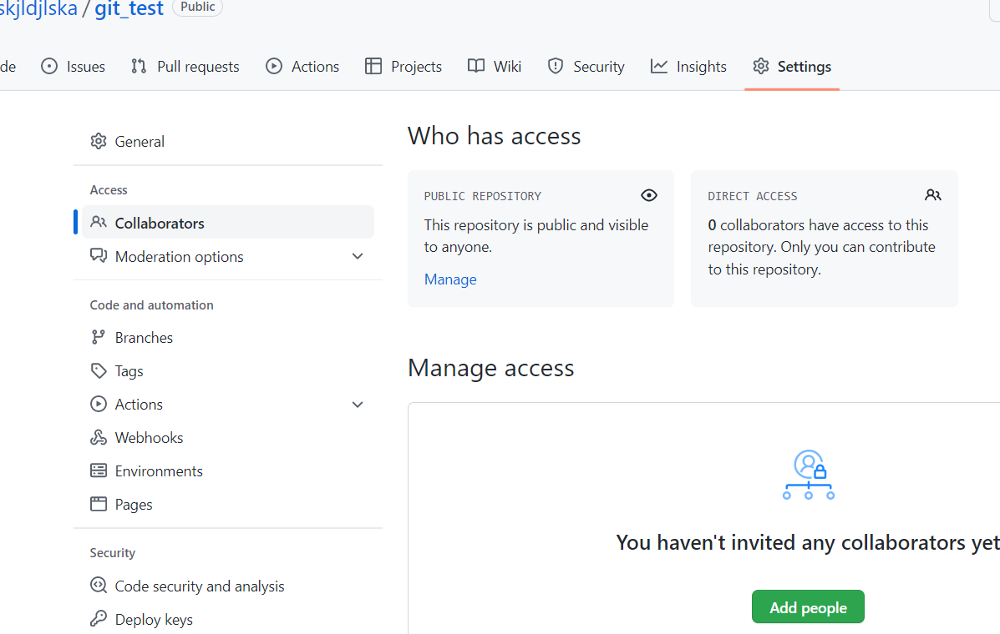 skjldjlska / git_test Public
de Issues Pull requests Actions Projects Wiki Security Insights Settings
General
Access
Collaborators
Moderation options
Code and automation
Branches
Tags
Actions
Webhooks
Environments
Pages
Security
Code security and analysis
Deploy keys
Who has access
PUBLIC REPOSITORY
This repository is public and visible
to anyone.
Manage
DIRECT ACCESS
0 collaborators have access to this
repository. Only you can contribute
to this repository.
Manage access
You haven't invited any collaborators yet
Add people